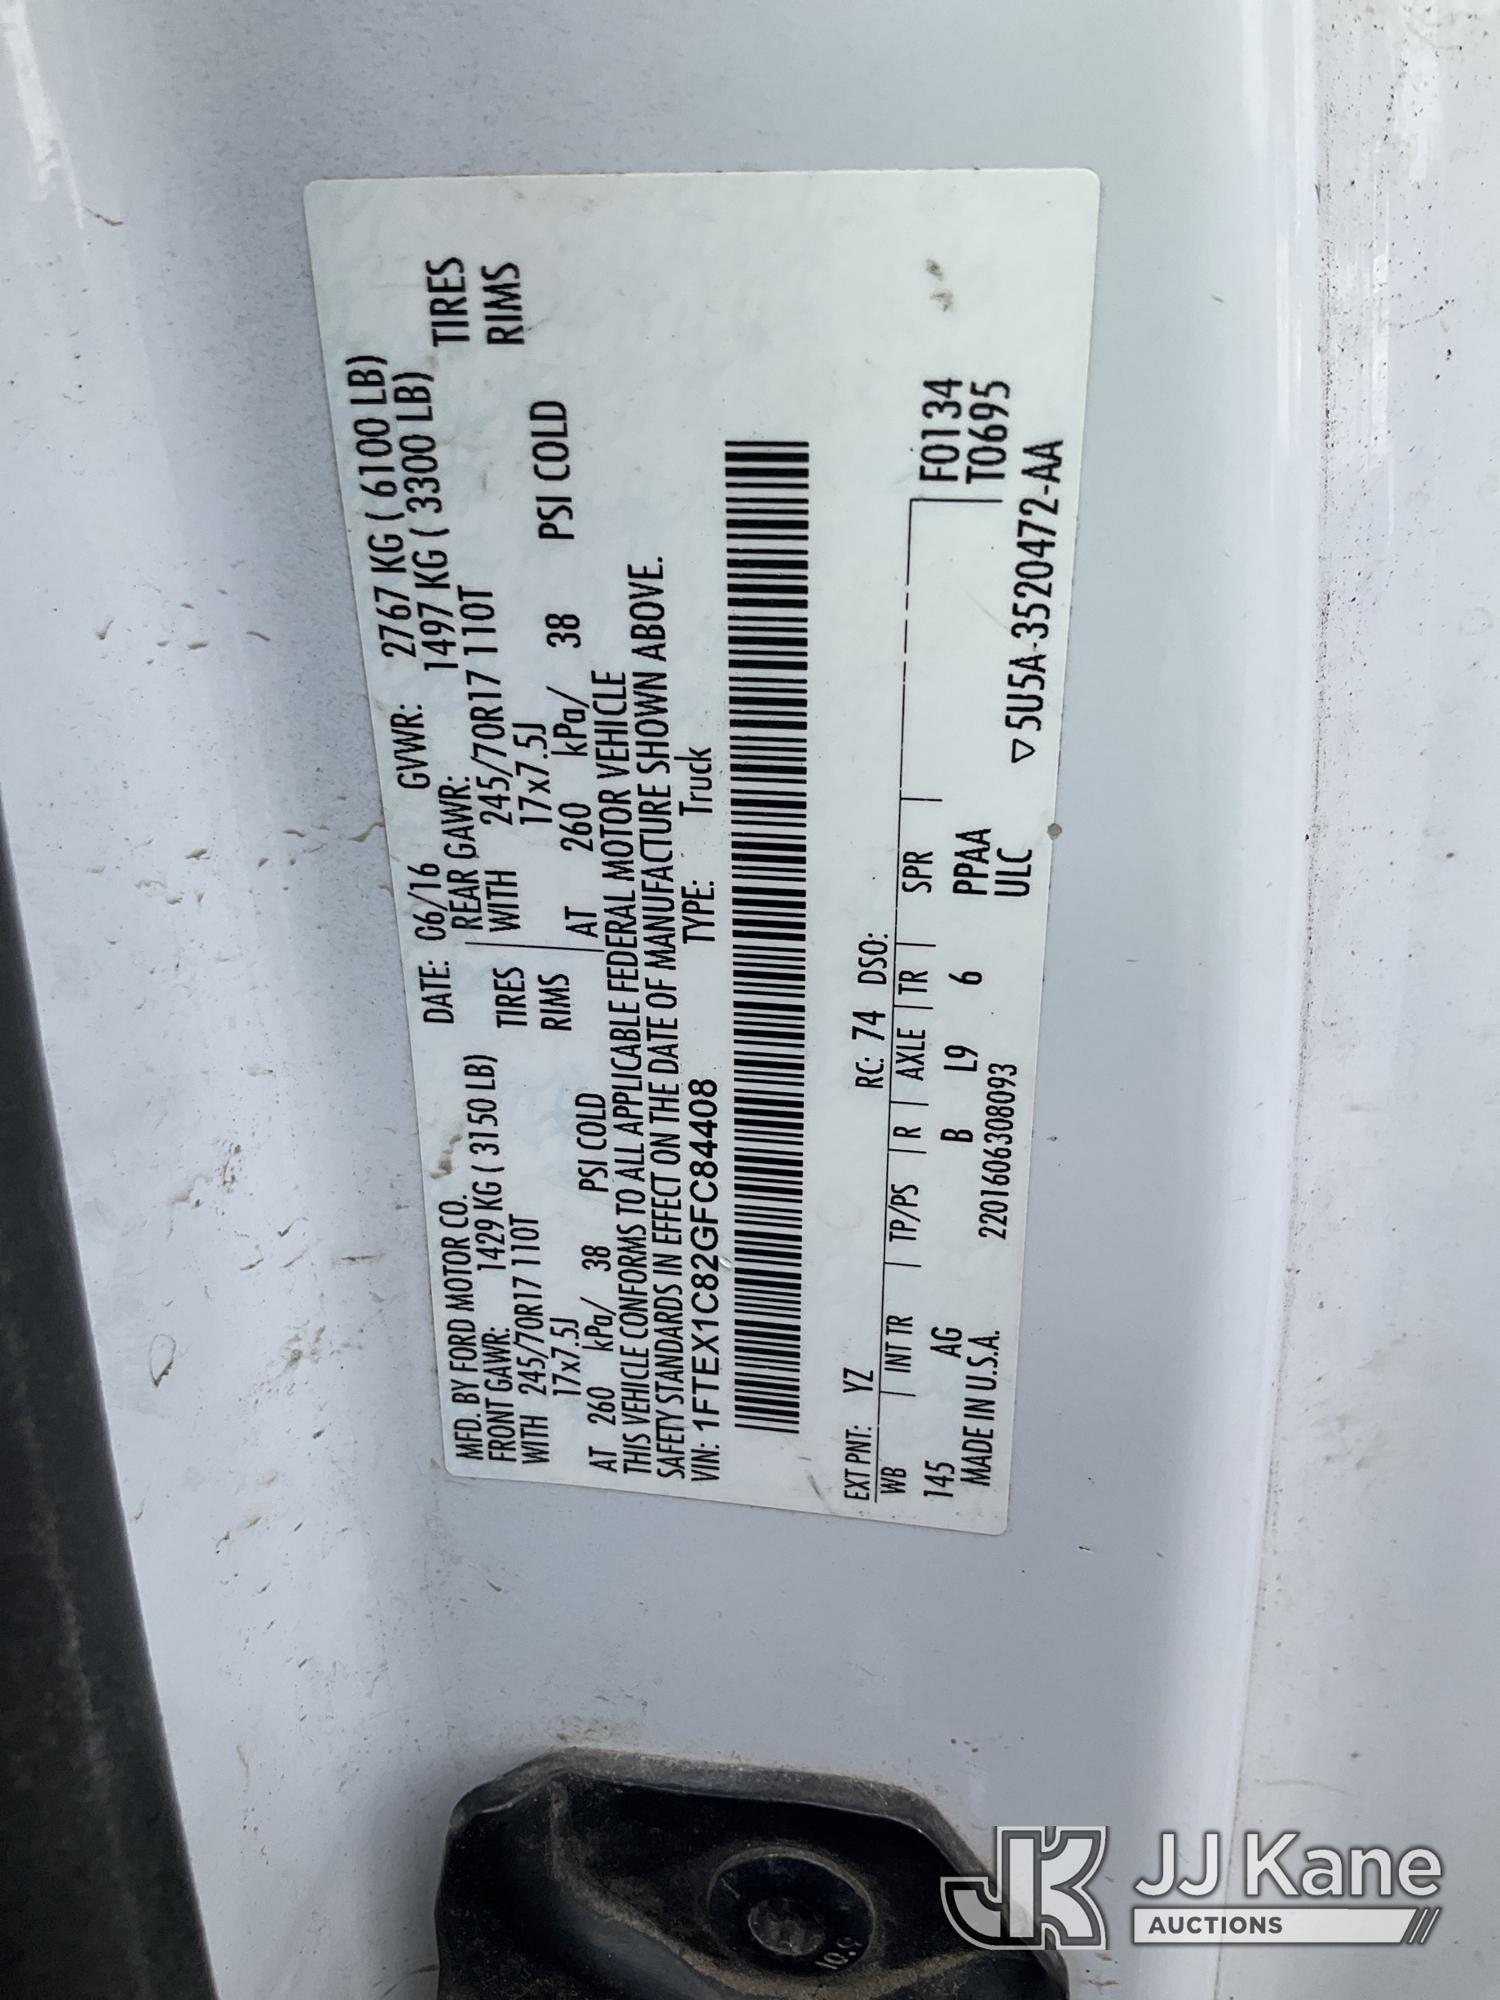 MFD. BY FORD MOTOR CO.
DATE: 06/16 GVWR: 2767 KG ( 6100 LB)
FRONT GAWR: 1429 KG ( 3150 LB)
REAR GAWR: 1497 KG ( 3300 LB)
WITH 245/70R17 110T TIRES
WITH 245/70R17 110T TIRES
17x7.5J RIMS
17x7.5J RIMS
AT 260 kPa/ 38 PSI COLD
AT 260 kPa/ 38 PSI COLD
THIS VEHICLE CONFORMS TO ALL APPLICABLE FEDERAL MOTOR VEHICLE
SAFETY STANDARDS IN EFFECT ON THE DATE OF MANUFACTURE SHOWN ABOVE.
VIN: 1FTEX1C82GFC84408 TYPE: Truck
EXT PNT: YZ RC: 74 DSO:
WB INT TR TP/PS R AXLE TR SPR F0134
145 AG B L9 6 PPAA T0695
MADE IN U.S.A. 220160630 8093 ULC
▽5U5A-3520472-AA
10.9
JK JJ Kane
AUCTIONS